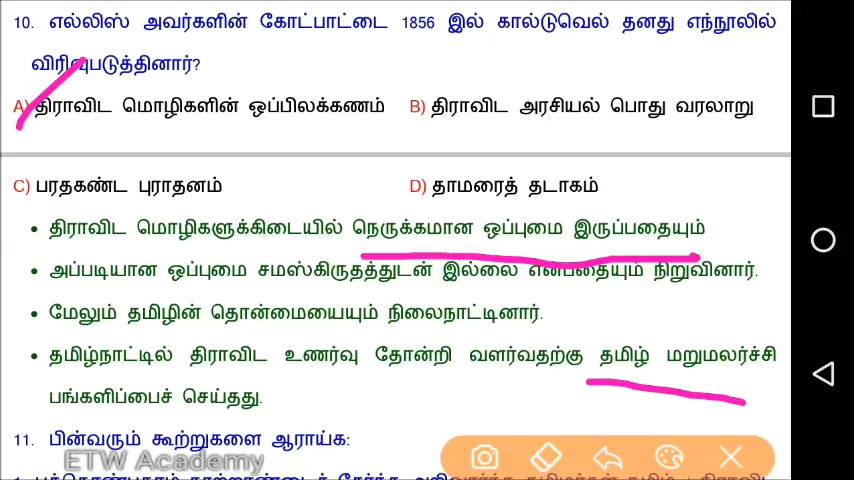 10. எல்லிஸ் அவர்களின் கோட்பாட்டை 1856 இல் கால்டுவெல் தனது எந்நூலில்
விரிவுபடுத்தினார்?
A) திராவிட மொழிகளின் ஒப்பிலக்கணம் B) திராவிட அரசியல் பொது வரலாறு
C) பரதகண்ட புராதனம் D) தாமரைத் தடாகம்
• திராவிட மொழிகளுக்கிடையில் நெருக்கமான ஒப்புமை இருப்பதையும்
• அப்படியான ஒப்புமை சமஸ்கிருதத்துடன் இல்லை என்பதையும் நிறுவினார்.
• மேலும் தமிழின் தொன்மையையும் நிலைநாட்டினார்.
• தமிழ்நாட்டில் திராவிட உணர்வு தோன்றி வளர்வதற்கு தமிழ் மறுமலர்ச்சி
பங்களிப்பைச் செய்தது.
11. பின்வரும் கூற்றுகளை ஆராய்க:
ETW Academy